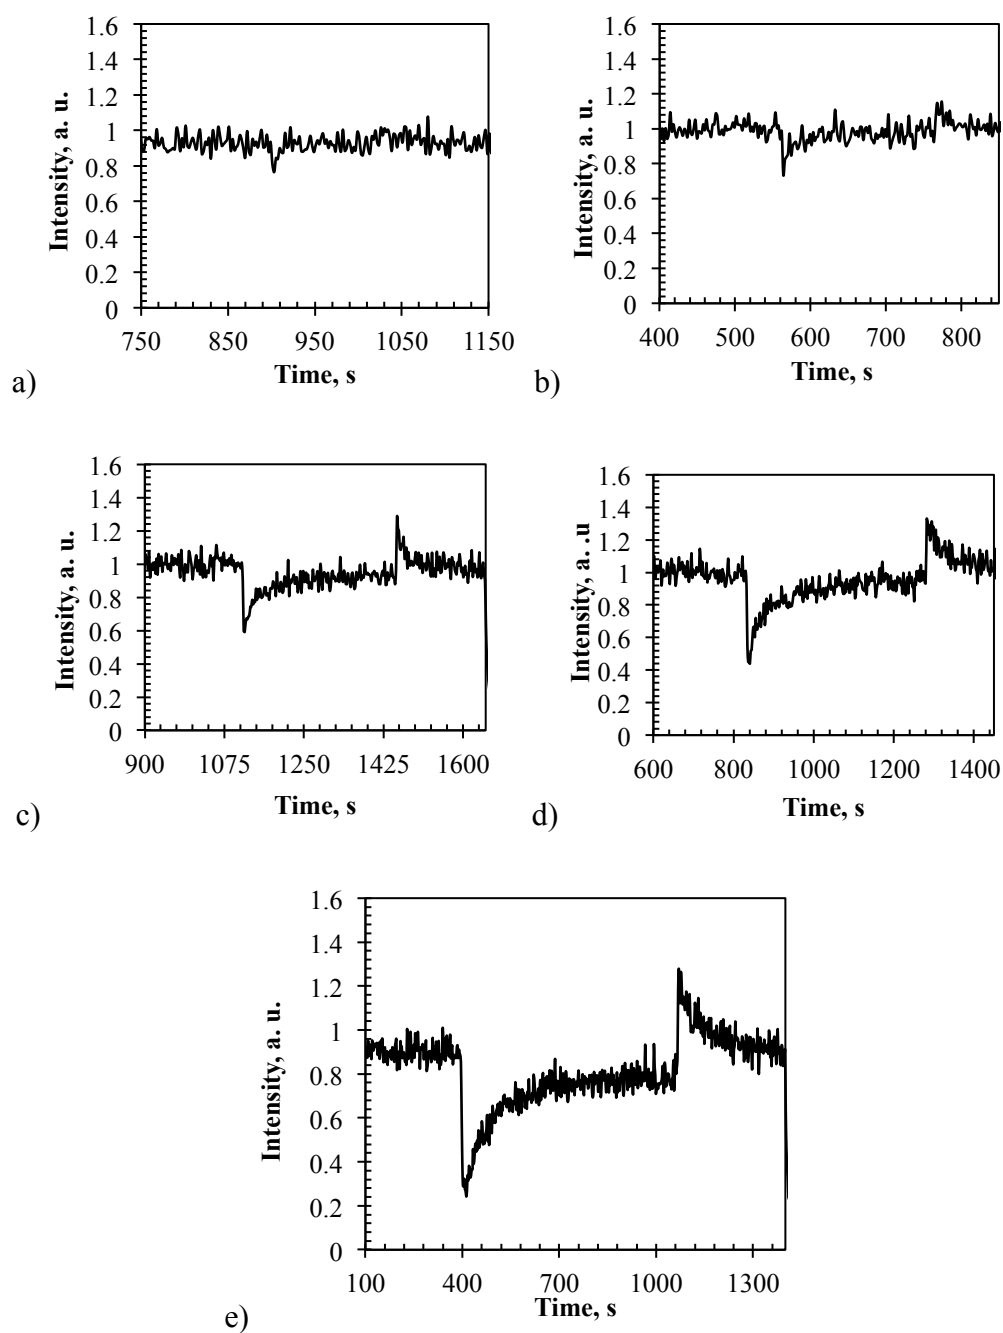 1.6
1.4
1.2
1
0.8
0.6
0.4
0.2
0
Intensity, a. u.
750 850 950 1050 1150
Time, s
a)
1.6
1.4
1.2
1
0.8
0.6
0.4
0.2
0
Intensity, a. u.
400 500 600 700 800
Time, s
b)
1.6
1.4
1.2
1
0.8
0.6
0.4
0.2
0
Intensity, a. u.
900 1075 1250 1425 1600
Time, s
c)
1.6
1.4
1.2
1
0.8
0.6
0.4
0.2
0
Intensity, a. .u
600 800 1000 1200 1400
Time, s
d)
1.6
1.4
1.2
1
0.8
0.6
0.4
0.2
0
Intensity, a. u.
100 400 700 1000 1300
Time, s
e)